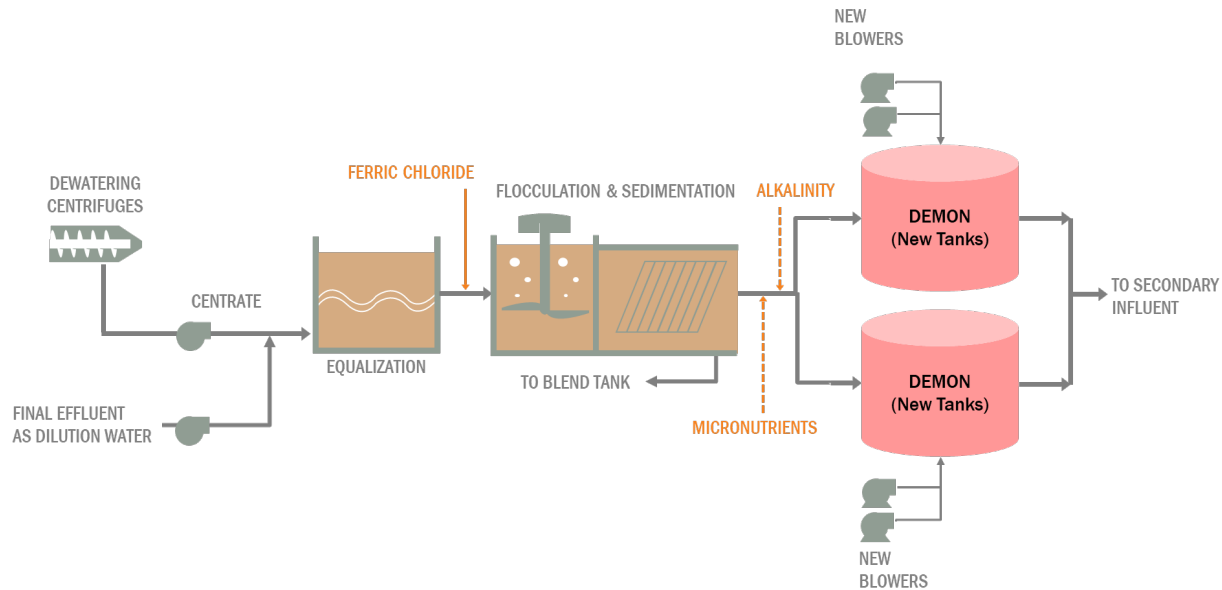 NEW
BLOWERS
DEWATERING
CENTRIFUGES
FERRIC CHLORIDE
FLOCCULATION & SEDIMENTATION
ALKALINITY
DEMON
(New Tanks)
CENTRATE
TO SECONDARY
INFLUENT
EQUALIZATION
TO BLEND TANK
DEMON
(New Tanks)
FINAL EFFLUENT
AS DILUTION WATER
MICRONUTRIENTS
NEW
BLOWERS